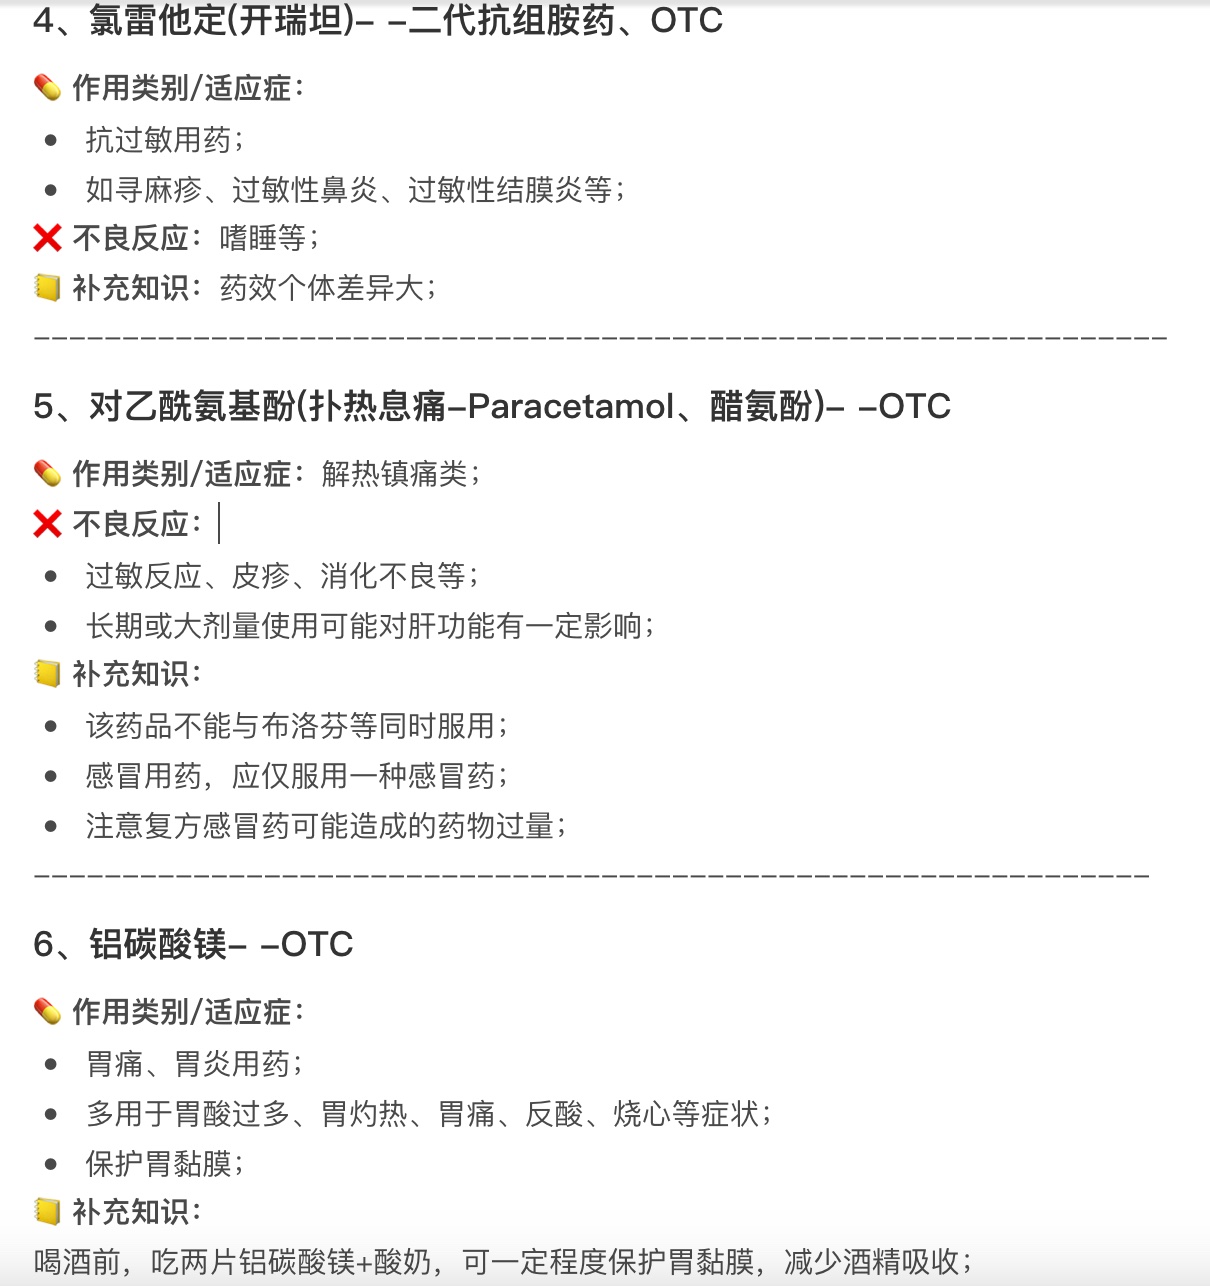 4、氯雷他定(开瑞坦)– –二代抗组胺药、OTC
💊 作用类别/适应症：
• 抗过敏用药；
• 如寻麻疹、过敏性鼻炎、过敏性结膜炎等；
❌ 不良反应：嗜睡等；
📒 补充知识：药效个体差异大；
5、对乙酰氨基酚(扑热息痛–Paracetamol、醋氨酚)– –OTC
💊 作用类别/适应症：解热镇痛类；
❌ 不良反应：
• 过敏反应、皮疹、消化不良等；
• 长期或大剂量使用可能对肝功能有一定影响；
📒 补充知识：
• 该药品不能与布洛芬等同时服用；
• 感冒用药，应仅服用一种感冒药；
• 注意复方感冒药可能造成的药物过量；
6、铝碳酸镁– –OTC
💊 作用类别/适应症：
• 胃痛、胃炎用药；
• 多用于胃酸过多、胃灼热、胃痛、反酸、烧心等症状；
• 保护胃黏膜；
📒 补充知识：
喝酒前，吃两片铝碳酸镁+酸奶，可一定程度保护胃黏膜，减少酒精吸收；